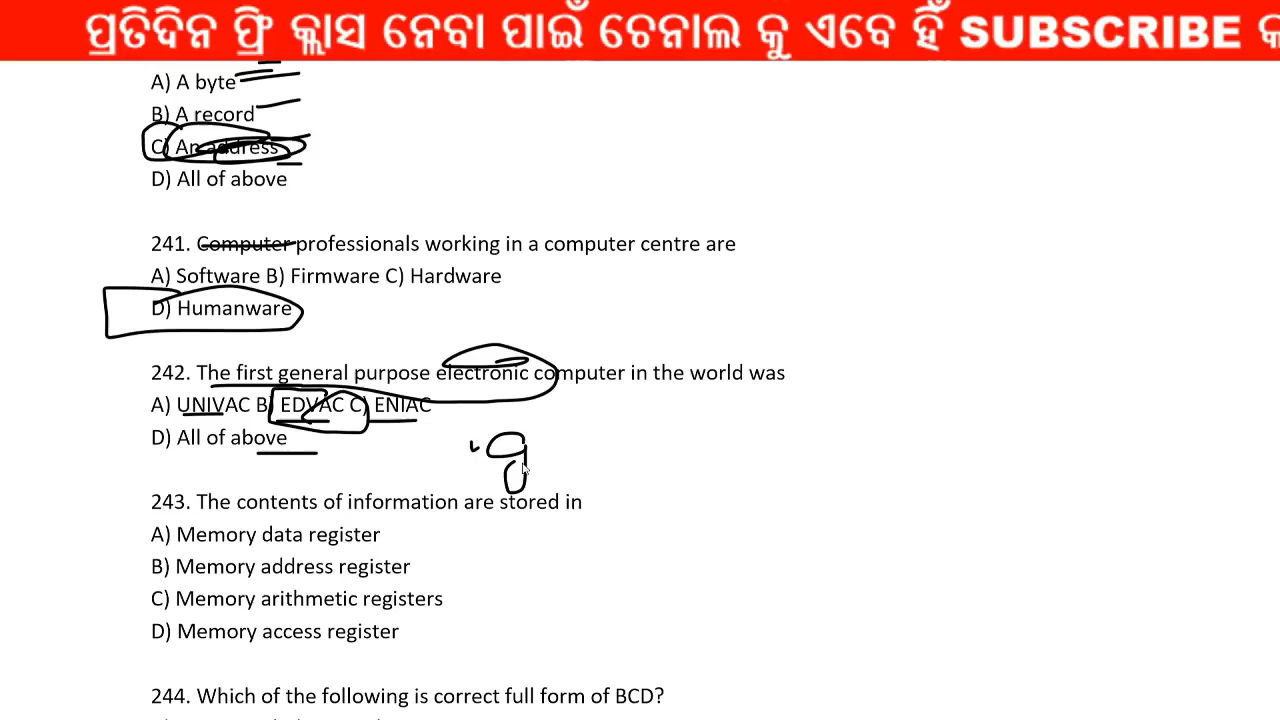 ପ୍ରତିଦିନ ଫ୍ରି କ୍ଲାସ ନେବା ପାଇଁ ଚେନାଲ କୁ ଏବେ ହିଁ SUBSCRIBE
A) A byte
B) A record
C) An address
D) All of above
241. Computer professionals working in a computer centre are
A) Software B) Firmware C) Hardware
D) Humanware
242. The first general purpose electronic computer in the world was
A) UNIVAC B) EDVAC C) ENIAC
D) All of above
243. The contents of information are stored in
A) Memory data register
B) Memory address register
C) Memory arithmetic registers
D) Memory access register
244. Which of the following is correct full form of BCD?